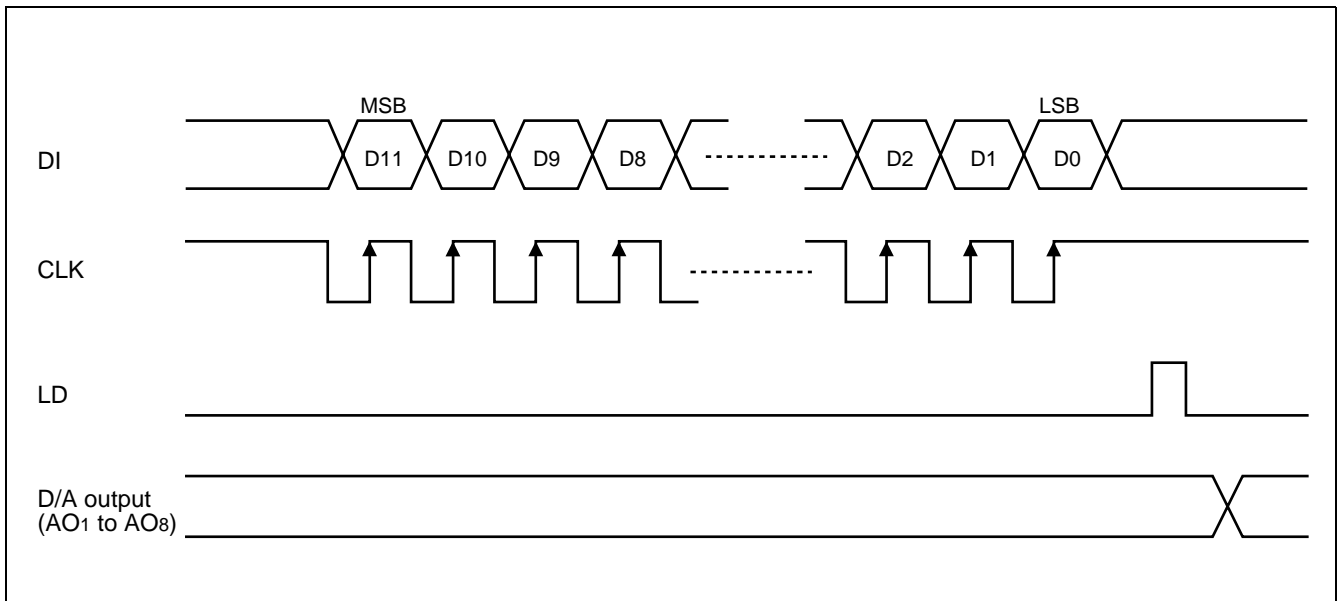 MSB LSB
DI D11 D10 D9 D8 D2 D1 D0
CLK
LD
D/A output
(AO1 to AO8)